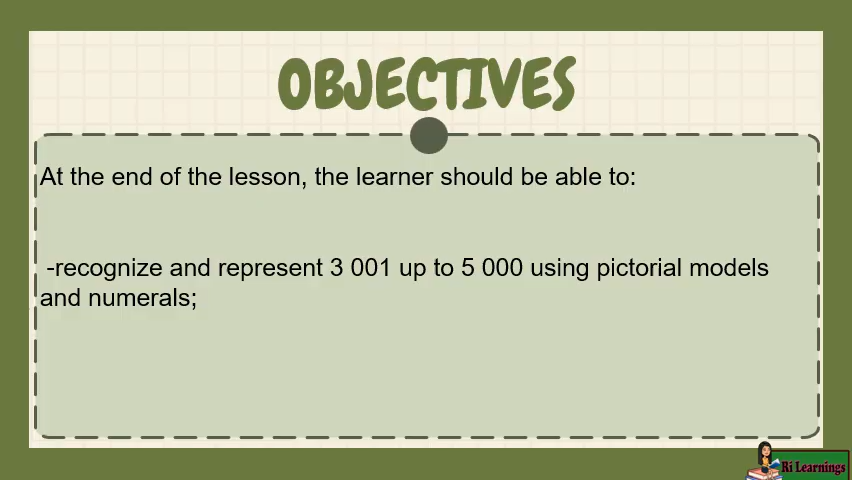 OBJECTIVES
At the end of the lesson, the learner should be able to:
-recognize and represent 3 001 up to 5 000 using pictorial models
and numerals;
Ri Learnings